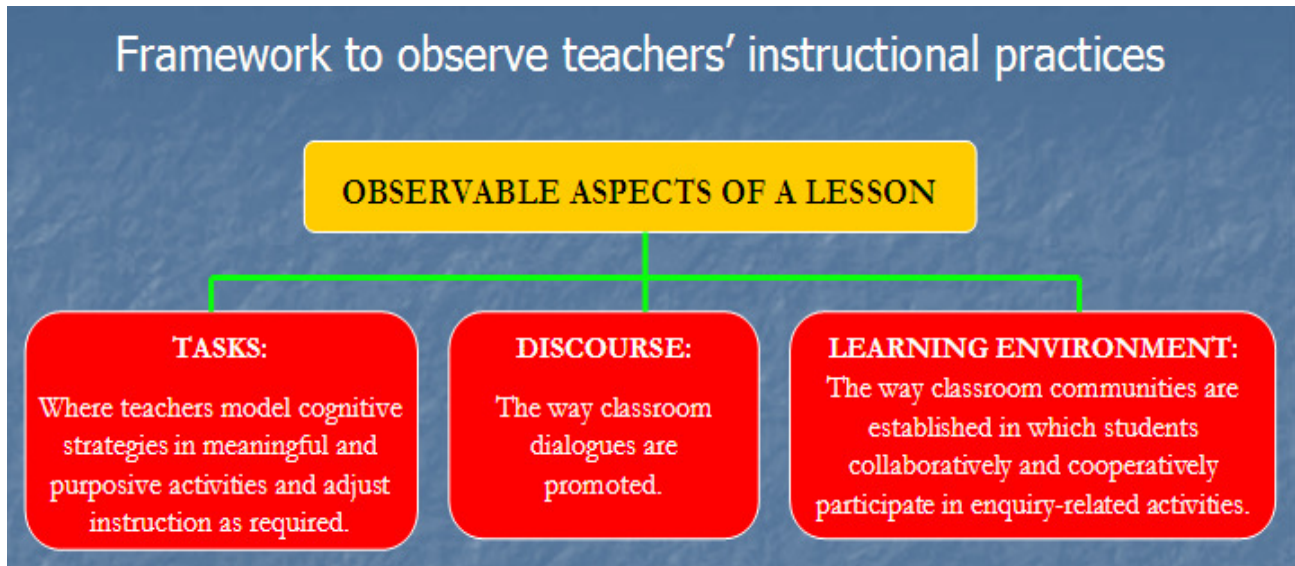 Framework to observe teachers' instructional practices
OBSERVABLE ASPECTS OF A LESSON
TASKS:
Where teachers model cognitive
strategies in meaningful and
purposive activities and adjust
instruction as required.
DISCOURSE:
The way classroom
dialogues are
promoted.
LEARNING ENVIRONMENT:
The way classroom communities are
established in which students
collaboratively and cooperatively
participate in enquiry-related activities.